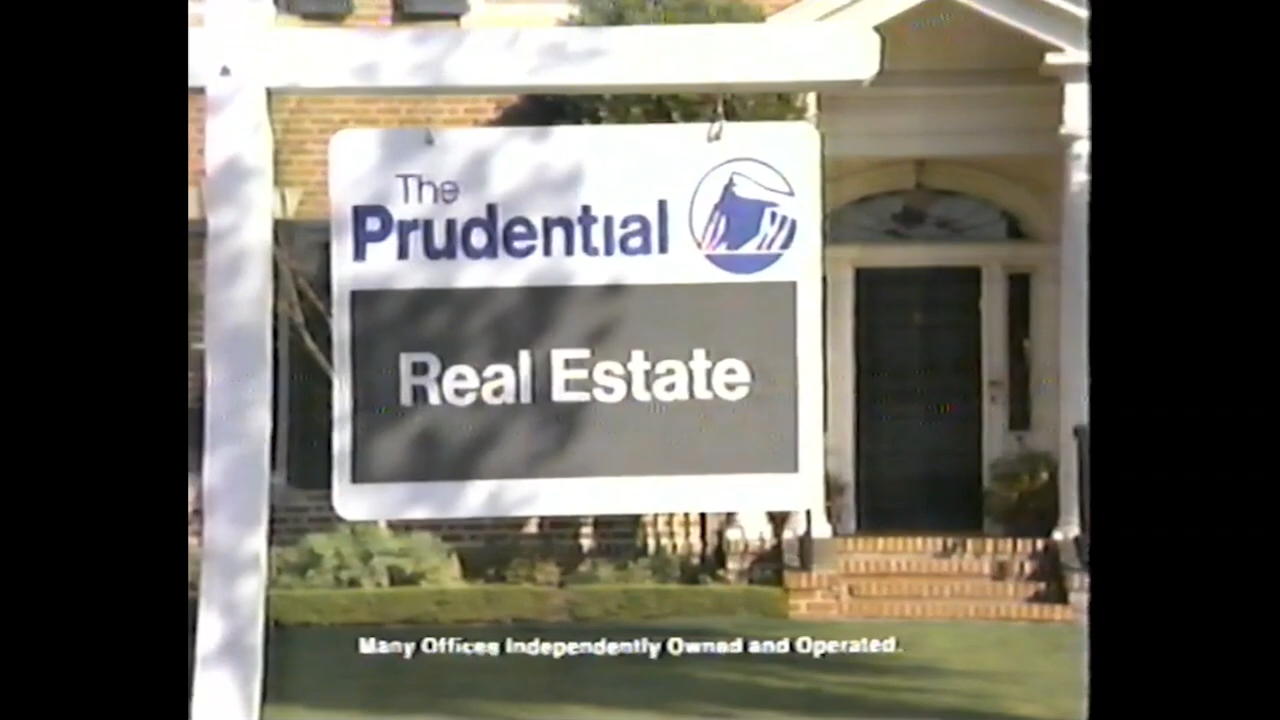 The
Prudential
Real Estate
Many Offices Independently Owned and Operated.